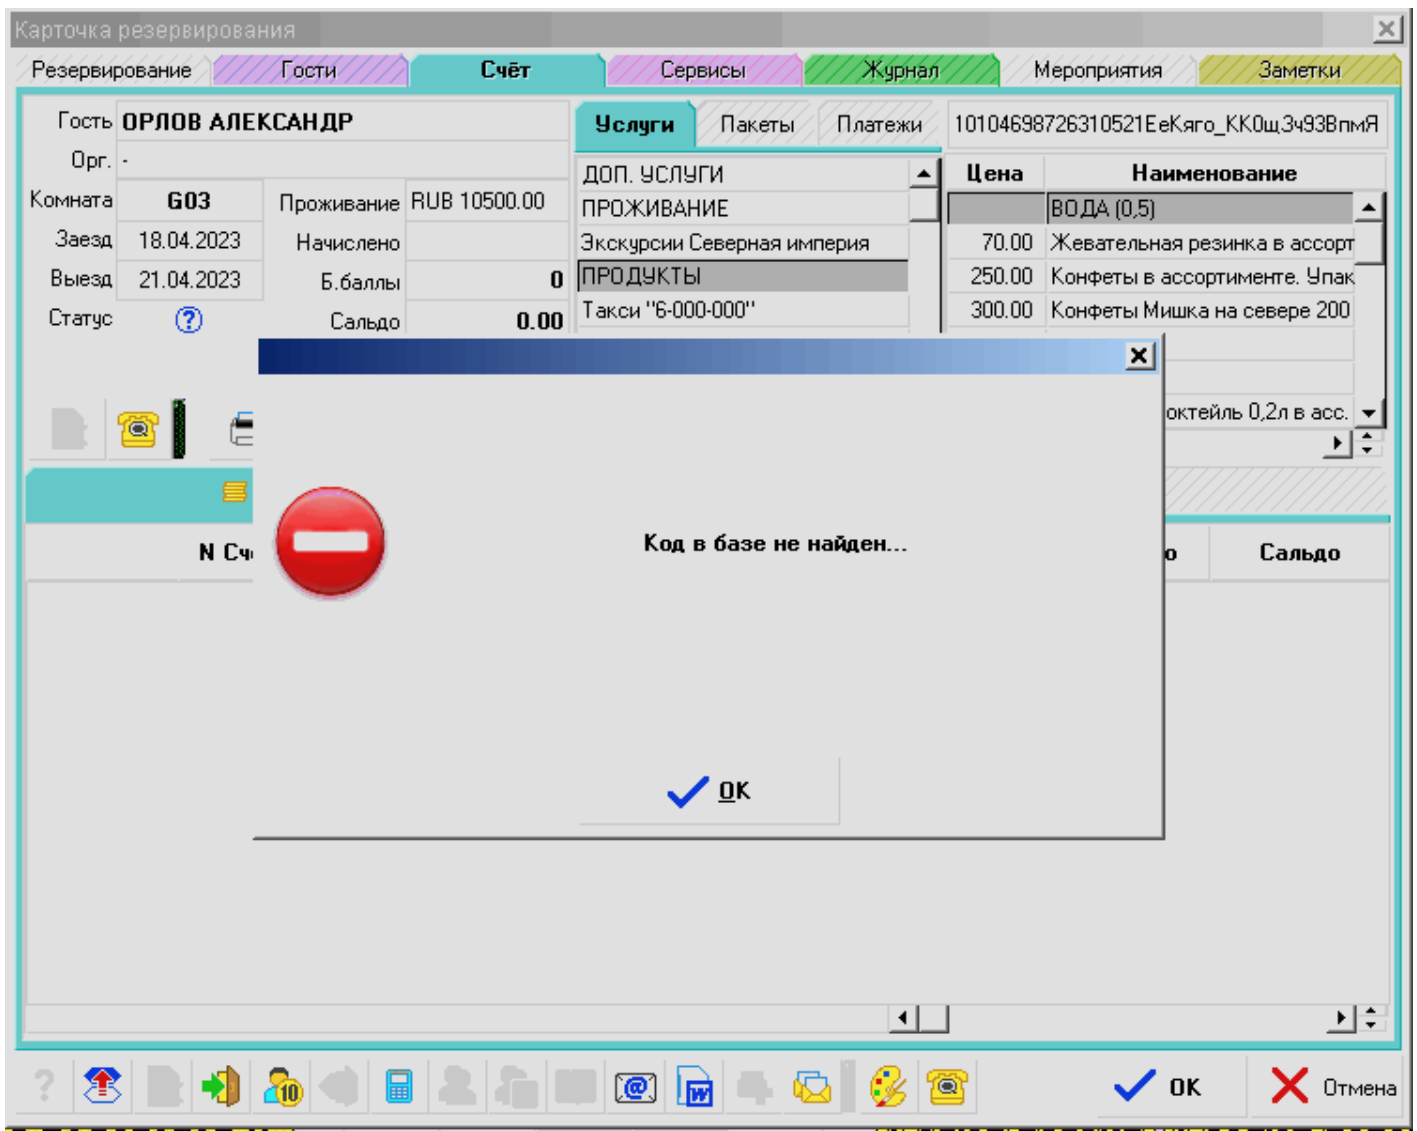 Карточка резервирования
Резервирование Гости Счёт Сервисы Журнал Мероприятия Заметки
Гость ОРЛОВ АЛЕКСАНДР
Орг. -
Комната G03 Проживание RUB 10500.00
Заезд 18.04.2023 Начислено
Выезд 21.04.2023 Б.баллы 0
Статус ? Сальдо 0.00
Услуги Пакеты Платежи
ДОП. УСЛУГИ
ПРОЖИВАНИЕ
Экскурсии Северная империя
ПРОДУКТЫ
Такси "6-000-000"
10104698726310521ЕеКяго_КК0щ,3ч93ВпмЯ
Цена Наименование
ВОДА (0,5)
70.00 Жевательная резинка в ассорт
250.00 Конфеты в ассортименте. Упак
300.00 Конфеты Мишка на севере 200
октейль 0,2л в асс.
N Сч
о Сальдо
Код в базе не найден...
OK
? 10 @ W OK Отмена